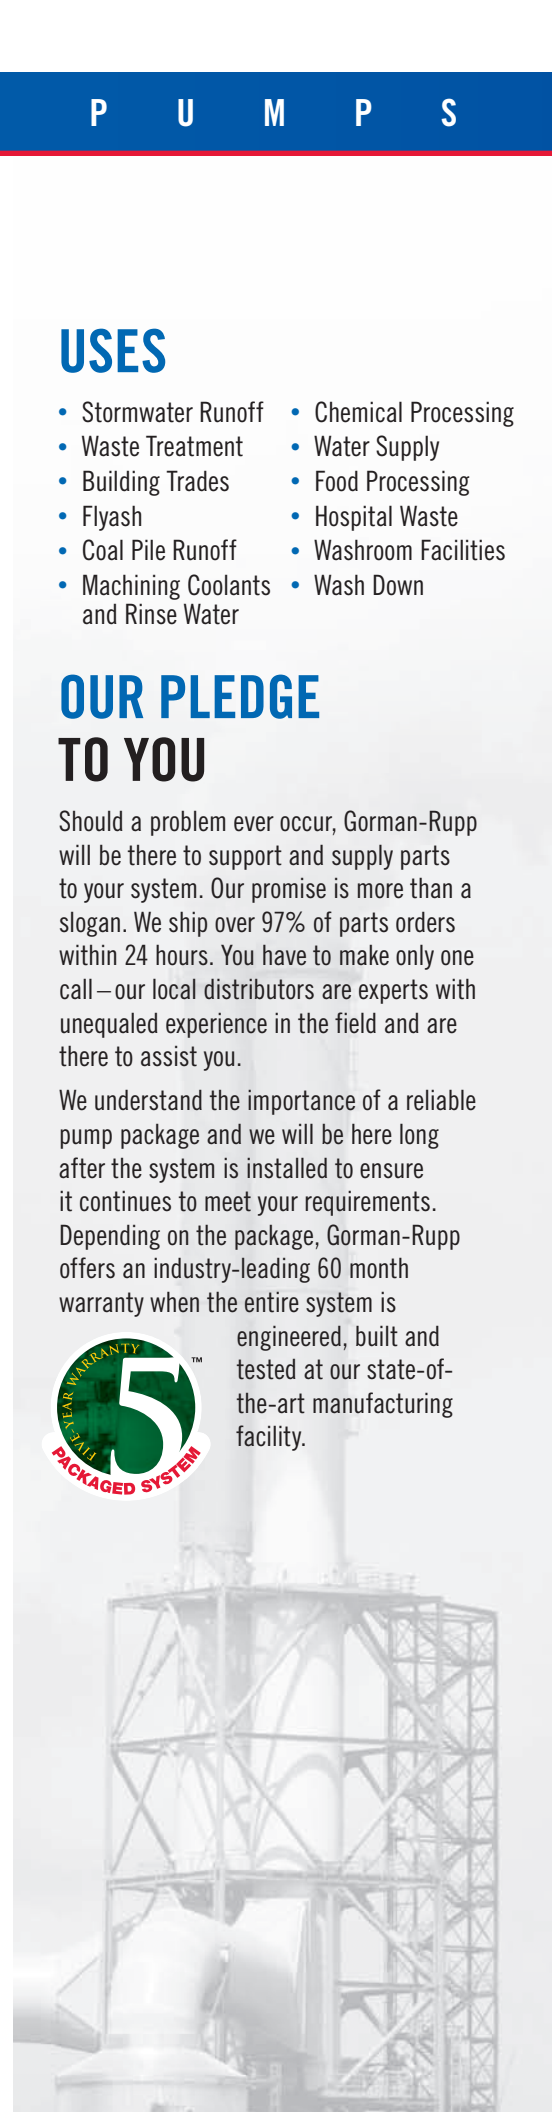 P U M P S
USES
• Stormwater Runoff
• Waste Treatment
• Building Trades
• Flyash
• Coal Pile Runoff
• Machining Coolants
and Rinse Water
• Chemical Processing
• Water Supply
• Food Processing
• Hospital Waste
• Washroom Facilities
• Wash Down
OUR PLEDGE
TO YOU
Should a problem ever occur, Gorman-Rupp
will be there to support and supply parts
to your system. Our promise is more than a
slogan. We ship over 97% of parts orders
within 24 hours. You have to make only one
call – our local distributors are experts with
unequaled experience in the field and are
there to assist you.
We understand the importance of a reliable
pump package and we will be here long
after the system is installed to ensure
it continues to meet your requirements.
Depending on the package, Gorman-Rupp
offers an industry-leading 60 month
warranty when the entire system is
engineered, built and
tested at our state-of-
the-art manufacturing
facility.
FIVE-YEAR WARRANTY
5
™
PACKAGED SYSTEM